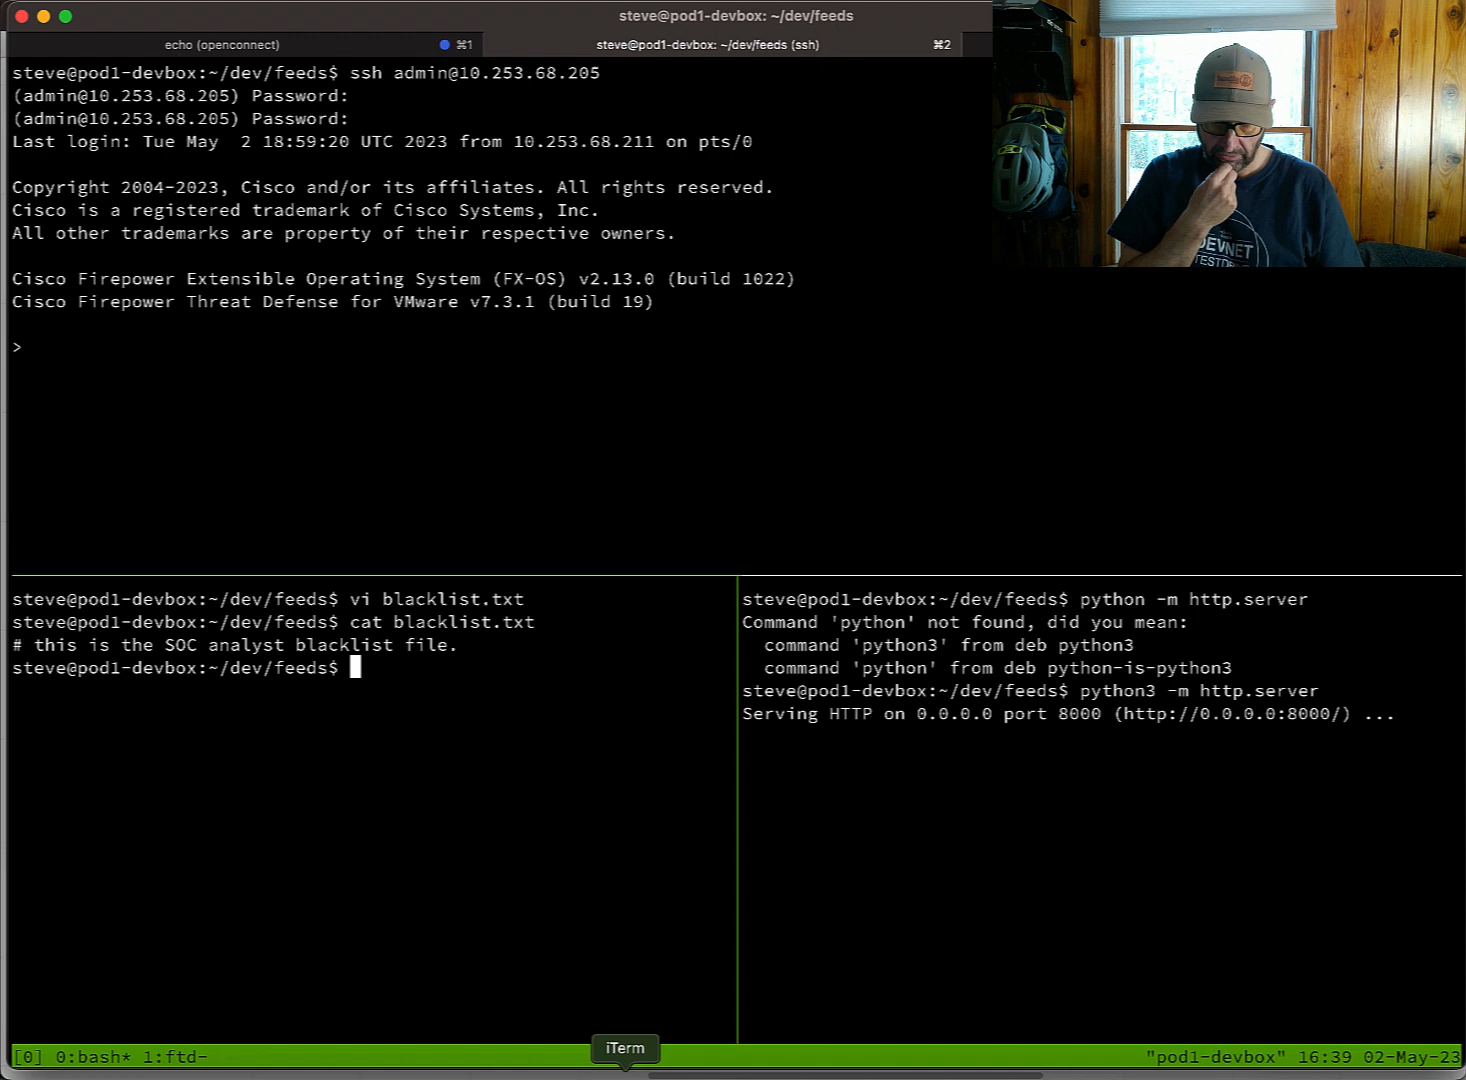 steve@pod1-devbox: ~/dev/feeds
echo (openconnect) ⌘1
steve@pod1-devbox: ~/dev/feeds (ssh) ⌘2
steve@pod1-devbox:~/dev/feeds$ ssh admin@10.253.68.205
(admin@10.253.68.205) Password:
(admin@10.253.68.205) Password:
Last login: Tue May  2 18:59:20 UTC 2023 from 10.253.68.211 on pts/0
Copyright 2004-2023, Cisco and/or its affiliates. All rights reserved.
Cisco is a registered trademark of Cisco Systems, Inc.
All other trademarks are property of their respective owners.
Cisco Firepower Extensible Operating System (FX-OS) v2.13.0 (build 1022)
Cisco Firepower Threat Defense for VMware v7.3.1 (build 19)
>
THE
DEVNET
TESTDR
steve@pod1-devbox:~/dev/feeds$ vi blacklist.txt
steve@pod1-devbox:~/dev/feeds$ cat blacklist.txt
# this is the SOC analyst blacklist file.
steve@pod1-devbox:~/dev/feeds$
steve@pod1-devbox:~/dev/feeds$ python -m http.server
Command 'python' not found, did you mean:
  command 'python3' from deb python3
  command 'python' from deb python-is-python3
steve@pod1-devbox:~/dev/feeds$ python3 -m http.server
Serving HTTP on 0.0.0.0 port 8000 (http://0.0.0.0:8000/) ...
iTerm
[0] 0:bash* 1:ftd- "pod1-devbox" 16:39 02-May-23